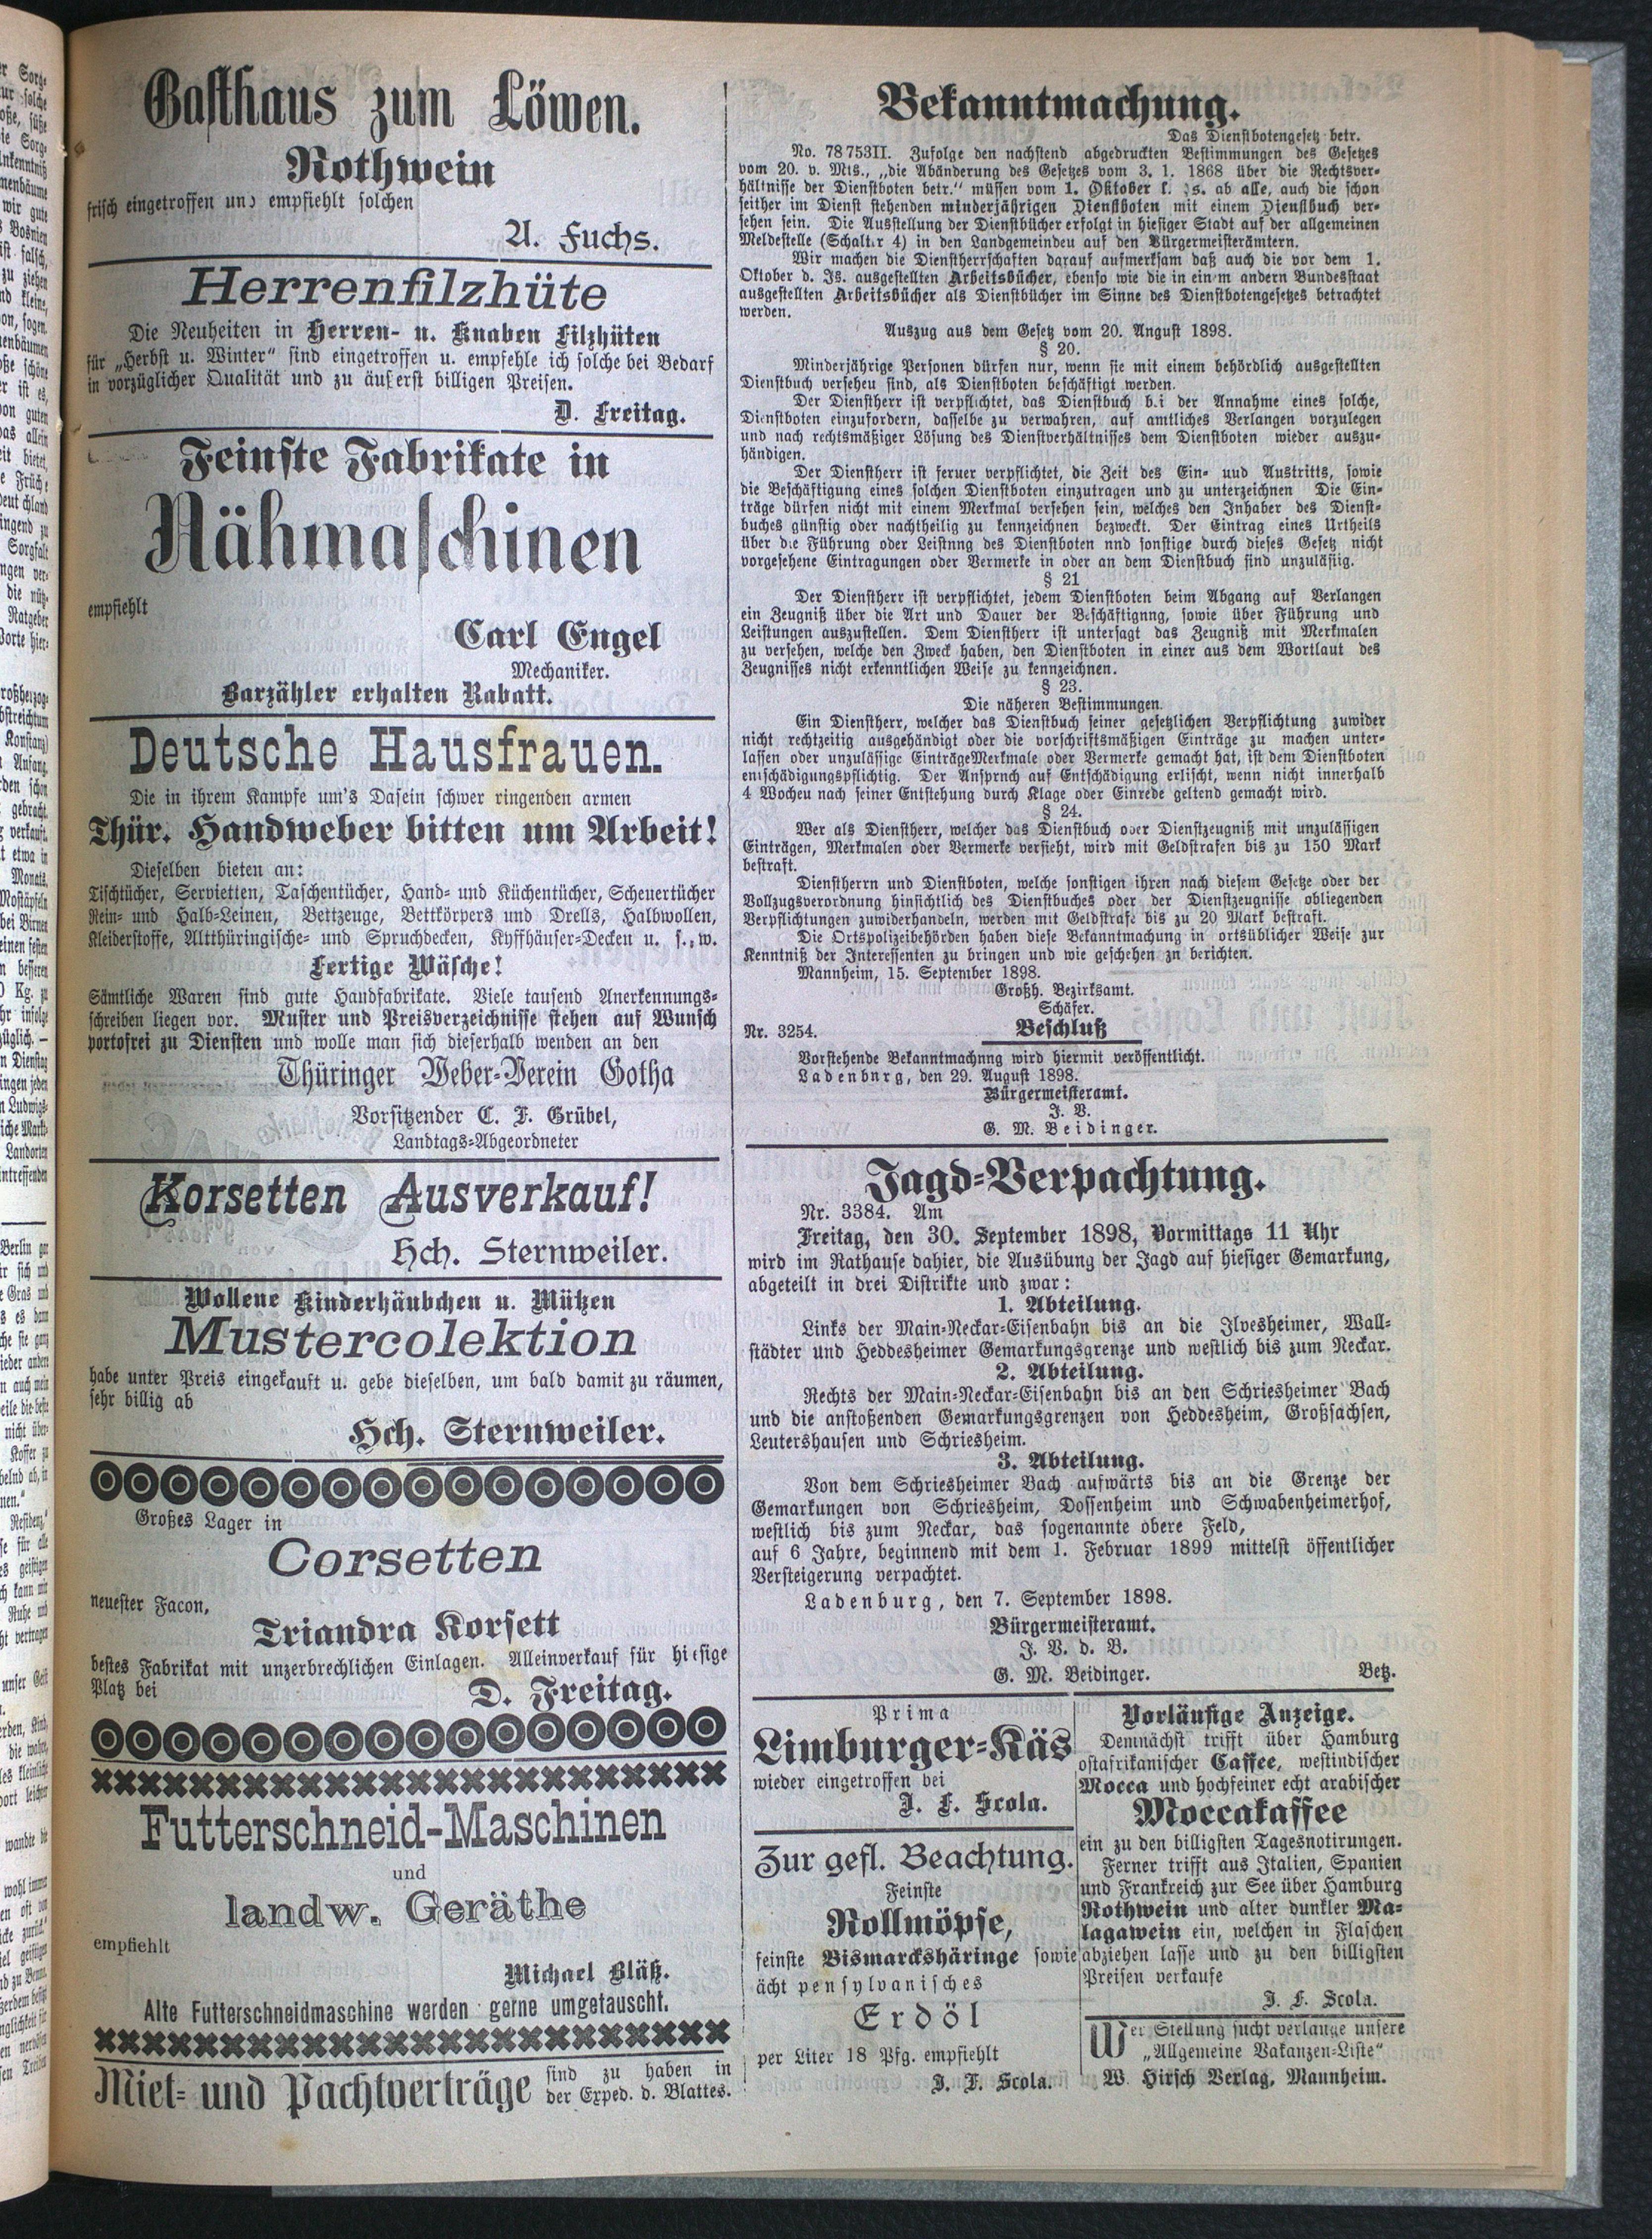 Gasthaus zum Löwen.
Rothwein
frisch eingetroffen und empfiehlt solchen
A. Fuchs.
Herrenfilzhüte
Die Neuheiten in Herren- u. Knaben Filzhüten
für „Herbst u. Winter“ sind eingetroffen u. empfehle ich solche bei Bedarf
in vorzüglicher Qualität und zu äußerst billigen Preisen.
D. Freitag.
Feinste Fabrikate in
Nähmaschinen
empfiehlt
Carl Engel
Mechaniker.
Barzähler erhalten Rabatt.
Deutsche Hausfrauen.
Die in ihrem Kampfe um's Dasein schwer ringenden armen
Thür. Handweber bitten um Arbeit!
Dieselben bieten an:
Tischtücher, Servietten, Taschentücher, Hand- und Küchentücher, Scheuertücher
Rein- und Halb-Leinen, Bettzeuge, Bettkörpers und Drells, Halbwollen,
Kleiderstoffe, Altthüringische- und Spruchdecken, Kyffhäuser-Decken u. s., w.
Fertige Wäsche!
Sämtliche Waren sind gute Handfabrikate. Viele tausend Anerkennungs-
schreiben liegen vor. Muster und Preisverzeichnisse stehen auf Wunsch
portofrei zu Diensten und wolle man sich dieserhalb wenden an den
Thüringer Weber-Verein Gotha
Vorsitzender C. F. Grübel,
Landtags-Abgeordneter
Korsetten Ausverkauf!
Hch. Sternweiler.
Wollene Kinderhäubchen u. Mützen
Mustercolektion
habe unter Preis eingekauft u. gebe dieselben, um bald damit zu räumen,
sehr billig ab
Hch. Sternweiler.
Großes Lager in
Corsetten
neuester Facon,
Triandra Korsett
bestes Fabrikat mit unzerbrechlichen Einlagen. Alleinverkauf für hiesige
Platz bei
D. Freitag.
Futterschneid-Maschinen
und
landw. Geräthe
empfiehlt
Michael Bläß.
Alte Futterschneidmaschine werden gerne umgetauscht.
Miet- und Pachtverträge sind zu haben in
der Exped. d. Blattes.
Bekanntmachung.
Das Dienstbotengesetz betr.
No. 78 753II. Zufolge den nachstend abgedruckten Bestimmungen des Gesetzes
vom 20. v. Mts., „die Abänderung des Gesetzes vom 3. 1. 1868 über die Rechtsver-
hältnisse der Dienstboten betr.“ müssen vom 1. Oktober l. Js. ab alle, auch die schon
seither im Dienst stehenden minderjährigen Dienstboten mit einem Dienstbuch ver-
sehen sein. Die Ausstellung der Dienstbücher erfolgt in hiesiger Stadt auf der allgemeinen
Meldestelle (Schalter 4) in den Landgemeindeu auf den Bürgermeisterämtern.
Wir machen die Dienstherrschaften darauf aufmerksam daß auch die vor dem 1.
Oktober d. Js. ausgestellten Arbeitsbücher, ebenso wie die in einem andern Bundesstaat
ausgestellten Arbeitsbücher als Dienstbücher im Sinne des Dienstbotengesetzes betrachtet
werden.
Auszug aus dem Gesetz vom 20. August 1898.
§ 20.
Minderjährige Personen dürfen nur, wenn sie mit einem behördlich ausgestellten
Dienstbuch verseheu sind, als Dienstboten beschäftigt werden.
Der Dienstherr ist verpflichtet, das Dienstbuch bei der Annahme eines solche,
Dienstboten einzufordern, dasselbe zu verwahren, auf amtliches Verlangen vorzulegen
und nach rechtsmäßiger Lösung des Dienstverhältnisses dem Dienstboten wieder auszu-
händigen.
Der Dienstherr ist feruer verpflichtet, die Zeit des Ein- und Austritts, sowie
die Beschäftigung eines solchen Dienstboten einzutragen und zu unterzeichnen Die Ein-
träge dürfen nicht mit einem Merkmal versehen sein, welches den Inhaber des Dienst-
buches günstig oder nachtheilig zu kennzeichnen bezweckt. Der Eintrag eines Urtheils
über die Führung oder Leistnng des Dienstboten nnd sonstige durch dieses Gesetz nicht
vorgesehene Eintragungen oder Vermerke in oder an dem Dienstbuch sind unzulässig.
§ 21
Der Dienstherr ist verpflichtet, jedem Dienstboten beim Abgang auf Verlangen
ein Zeugniß über die Art und Dauer der Beschäftignng, sowie über Führung und
Leistungen auszustellen. Dem Dienstherr ist untersagt das Zeugniß mit Merkmalen
zu versehen, welche den Zweck haben, den Dienstboten in einer aus dem Wortlaut des
Zeugnisses nicht erkenntlichen Weise zu kennzeichnen.
§ 23.
Die näheren Bestimmungen.
Ein Dienstherr, welcher das Dienstbuch seiner gesetzlichen Verpflichtung zuwider
nicht rechtzeitig ausgehändigt oder die vorschriftsmäßigen Einträge zu machen unter-
lassen oder unzulässige EinträgeMerkmale oder Vermerke gemacht hat, ist dem Dienstboten
entschädigungspflichtig. Der Anspruch auf Entschädigung erlischt, wenn nicht innerhalb
4 Wocheu nach seiner Entstehung durch Klage oder Einrede geltend gemacht wird.
§ 24.
Wer als Dienstherr, welcher das Dienstbuch oder Dienstzeugniß mit unzulässigen
Einträgen, Merkmalen oder Vermerke versieht, wird mit Geldstrafen bis zu 150 Mark
bestraft.
Dienstherrn und Dienstboten, welche sonstigen ihren nach diesem Gesetze oder der
Vollzugsverordnung hinsichtlich des Dienstbuches oder der Dienstzeugnisse obliegenden
Verpflichtungen zuwiderhandeln, werden mit Geldstrafe bis zu 20 Mark bestraft.
Die Ortspolizeibehörden haben diese Bekanntmachung in ortsüblicher Weise zur
Kenntniß der Interessenten zu bringen und wie geschehen zn berichten.
Mannheim, 15. September 1898.
Großh. Bezirksamt.
Schäfer.
Nr. 3254. Beschluß
Vorstehende Bekanntmachnng wird hiermit veröffentlicht.
Ladenbnrg, den 29. August 1898.
Bürgermeisteramt.
J. V.
G. M. Beidinger.
Jagd-Verpachtung.
Nr. 3384. Am
Freitag, den 30. September 1898, Vormittags 11 Uhr
wird im Rathause dahier, die Ausübung der Jagd auf hiesiger Gemarkung,
abgeteilt in drei Distrikte und zwar:
1. Abteilung.
Links der Main-Neckar-Eisenbahn bis an die Ilvesheimer, Wall-
städter und Heddesheimer Gemarkungsgrenze und westlich bis zum Neckar.
2. Abteilung.
Rechts der Main-Neckar-Eisenbahn bis an den Schriesheimer Bach
und die anstoßenden Gemarkungsgrenzen von Heddesheim, Großsachsen,
Leutershausen und Schriesheim.
3. Abteilung.
Von dem Schriesheimer Bach aufwärts bis an die Grenze der
Gemarkungen von Schriesheim, Dossenheim und Schwabenheimerhof,
westlich bis zum Neckar, das sogenannte obere Feld,
auf 6 Jahre, beginnend mit dem 1. Februar 1899 mittelst öffentlicher
Versteigerung verpachtet.
Ladenburg, den 7. September 1898.
Bürgermeisteramt.
J. V. d. B.
G. M. Beidinger. Betz.
Prima
Limburger-Käs
wieder eingetroffen bei
J. F. Scola.
Zur gefl. Beachtung.
Feinste
Rollmöpse,
feinste Bismarckshäringe sowie
ächt pensylvanisches
Erdöl
per Liter 18 Pfg. empfiehlt
J. F. Scola.
Vorläufige Anzeige.
Demnächst trifft über Hamburg
ostafrikanischer Caffee, westindischer
Mocca und hochfeiner echt arabischer
Moccakaffee
ein zu den billigsten Tagesnotirungen.
Ferner trifft aus Italien, Spanien
und Frankreich zur See über Hamburg
Rothwein und alter dunkler Ma-
lagawein ein, welchen in Flaschen
abziehen lasse und zu den billigsten
Preisen verkaufe
J. F. Scola.
Wer Stellung sucht verlange unsere
„Allgemeine Vakanzen-Liste“
W. Hirsch Verlag, Mannheim.